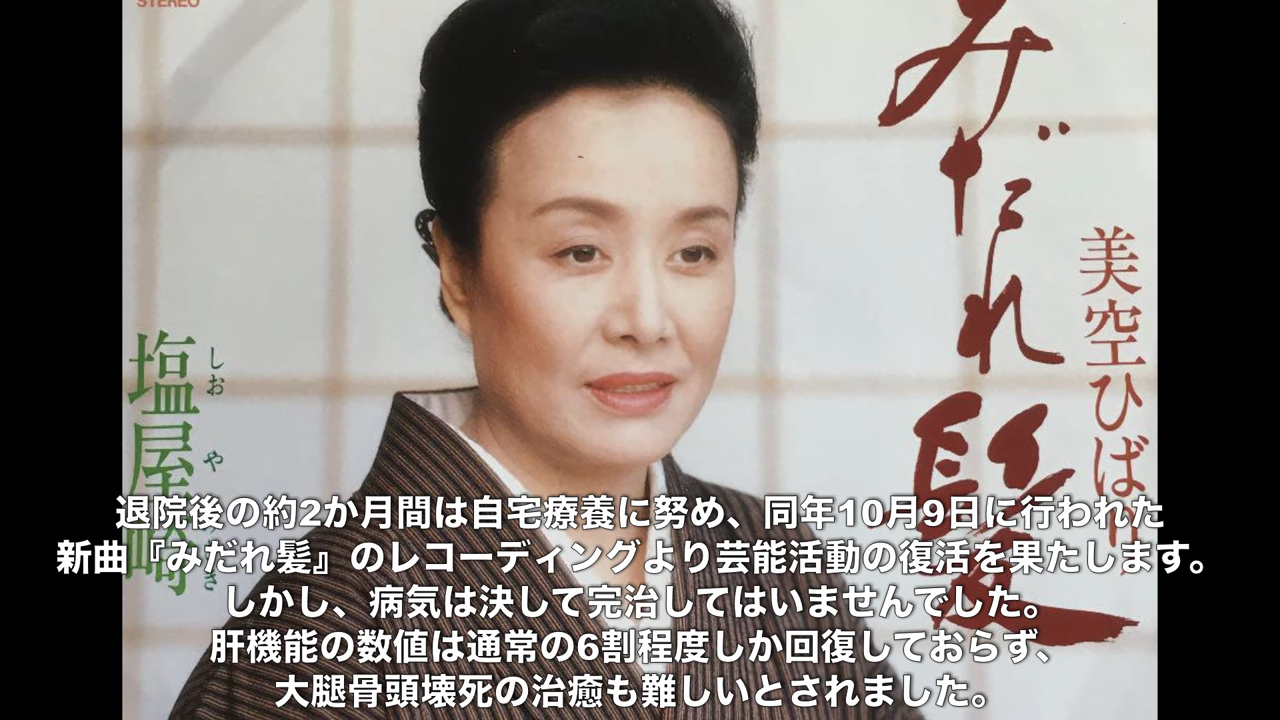 STEREO
みだれ髪
美空ひばり
塩屋崎
しおやざき
退院後の約2か月間は自宅療養に努め、同年10月9日に行われた
新曲『みだれ髪』のレコーディングより芸能活動の復活を果たします。
しかし、病気は決して完治してはいませんでした。
肝機能の数値は通常の6割程度しか回復しておらず、
大腿骨頭壊死の治癒も難しいとされました。